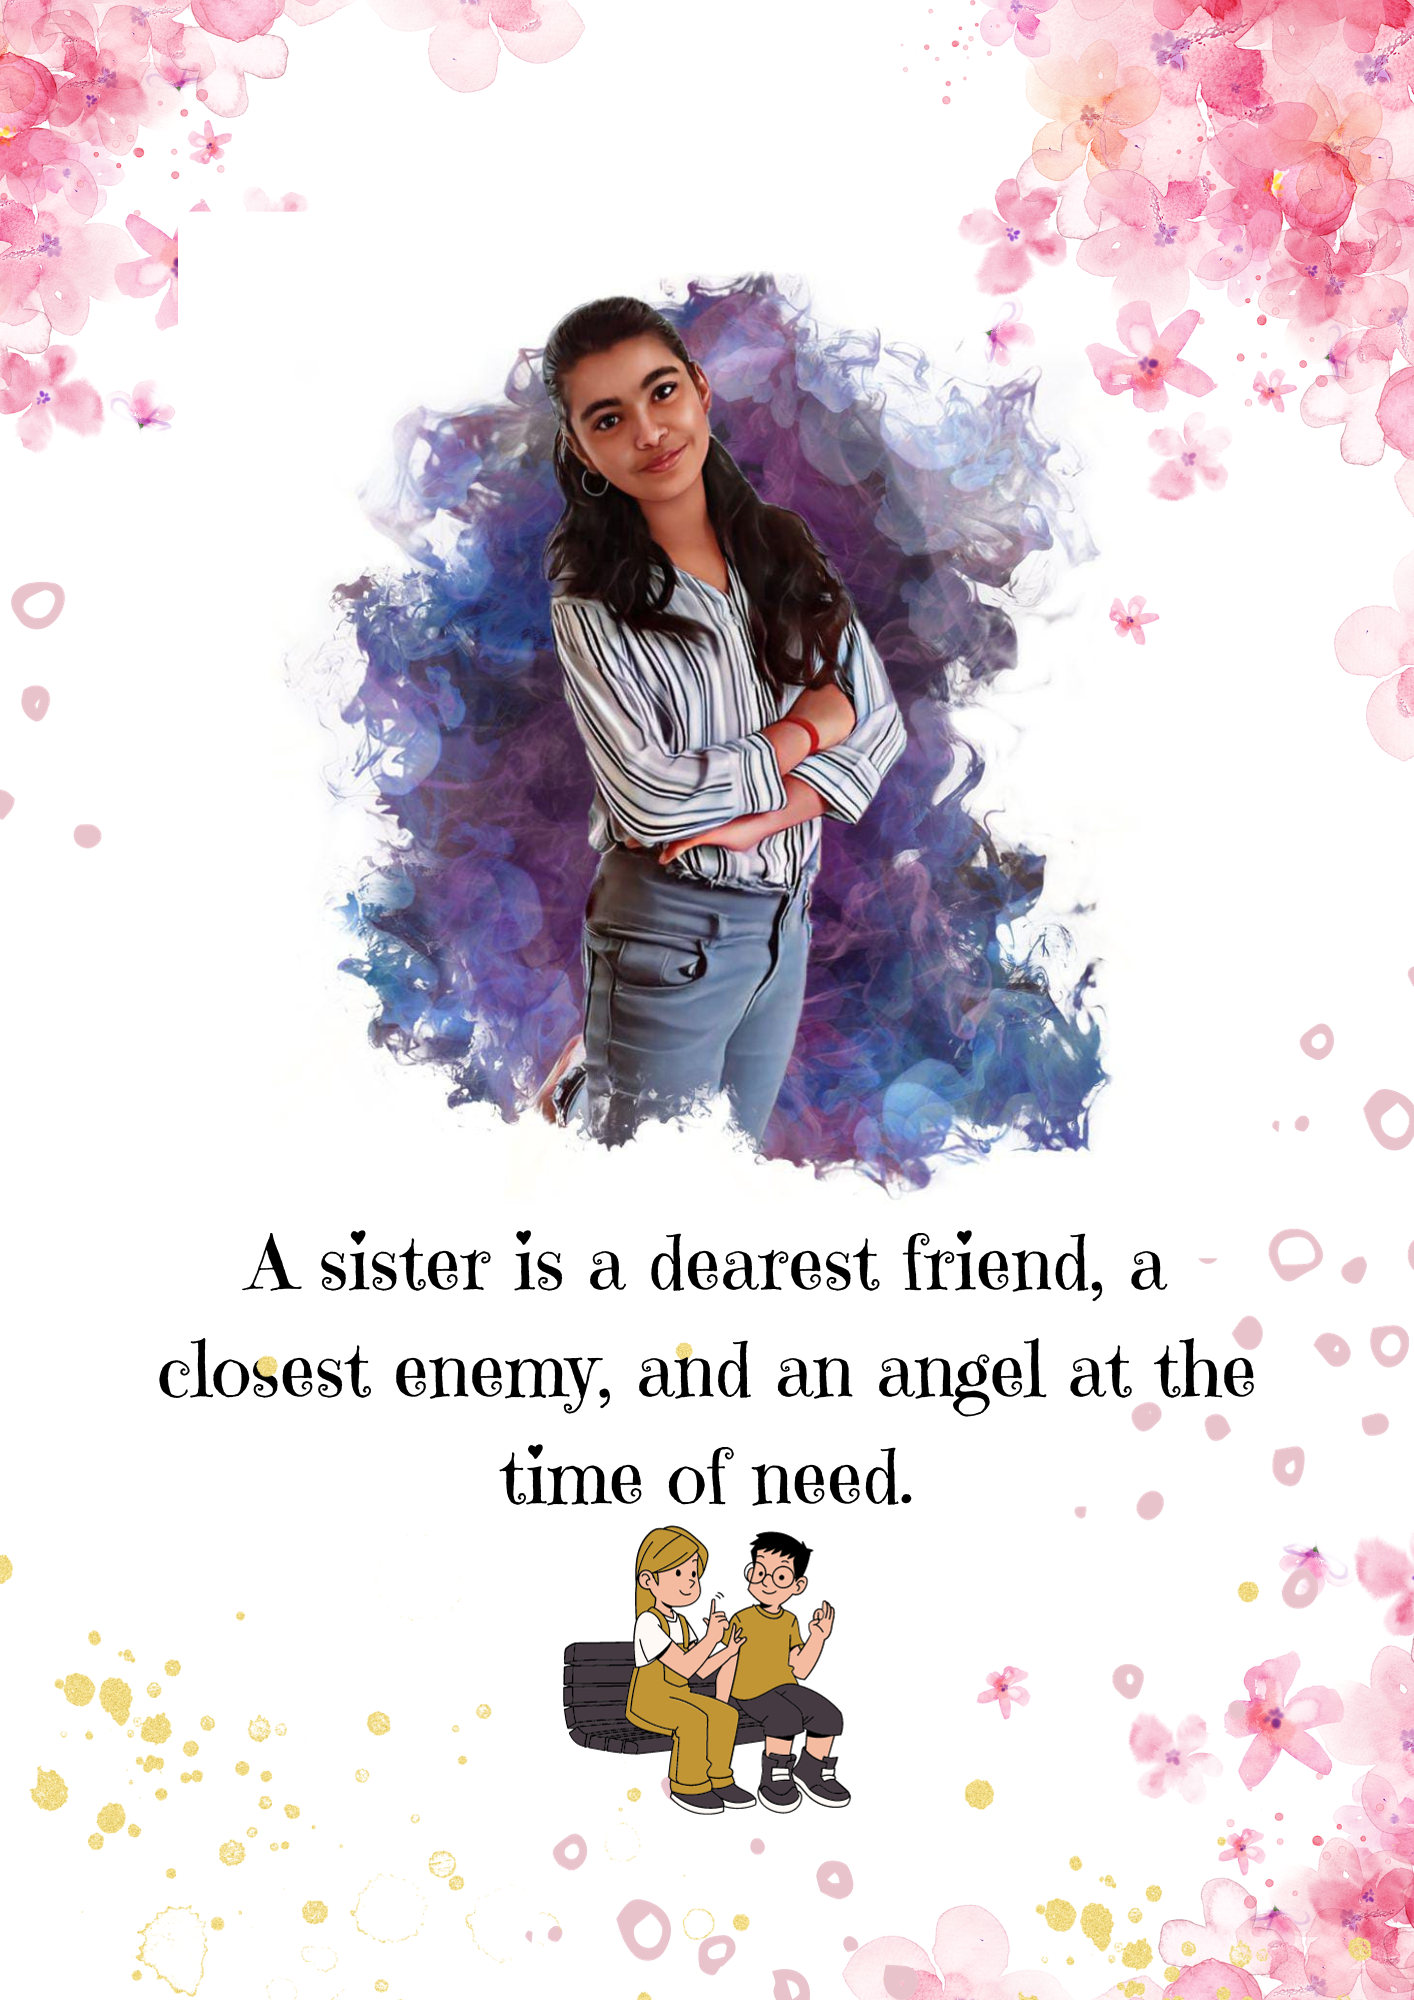 A sister is a dearest friend, a
closest enemy, and an angel at the
time of need.